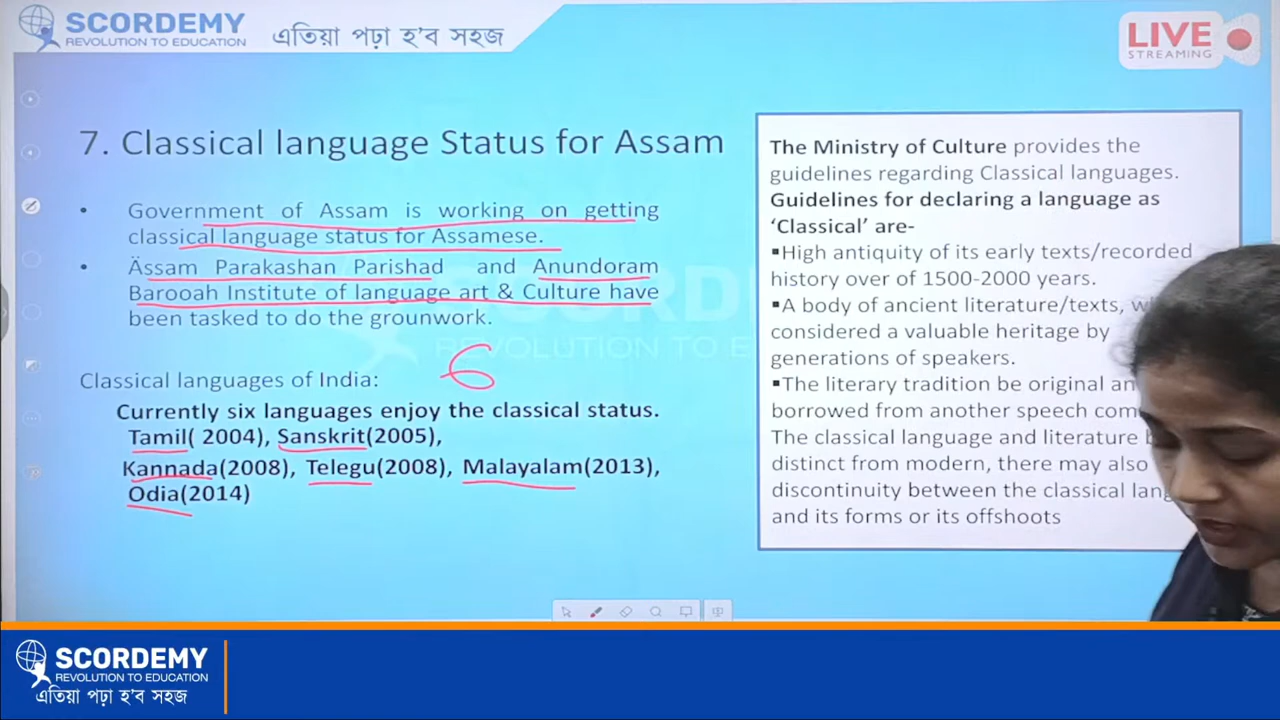 SCORDEMY
REVOLUTION TO EDUCATION
এতিয়া পঢ়া হ'ব সহজ
LIVE
STREAMING
7. Classical language Status for Assam
• Government of Assam is working on getting
classical language status for Assamese.
• Ässam Parakashan Parishad and Anundoram
Barooah Institute of language art & Culture have
been tasked to do the grounwork.
6
Classical languages of India:
Currently six languages enjoy the classical status.
Tamil( 2004), Sanskrit(2005),
Kannada(2008), Telegu(2008), Malayalam(2013),
Odia(2014)
The Ministry of Culture provides the
guidelines regarding Classical languages.
Guidelines for declaring a language as
‘Classical’ are-
▪High antiquity of its early texts/recorded
history over of 1500-2000 years.
▪A body of ancient literature/texts,
considered a valuable heritage by
generations of speakers.
▪The literary tradition be original
borrowed from another speech
The classical language and literature
distinct from modern, there may also
discontinuity between the classical
and its forms or its offshoots
SCORDEMY
REVOLUTION TO EDUCATION
এতিয়া পঢ়া হ'ব সহজ